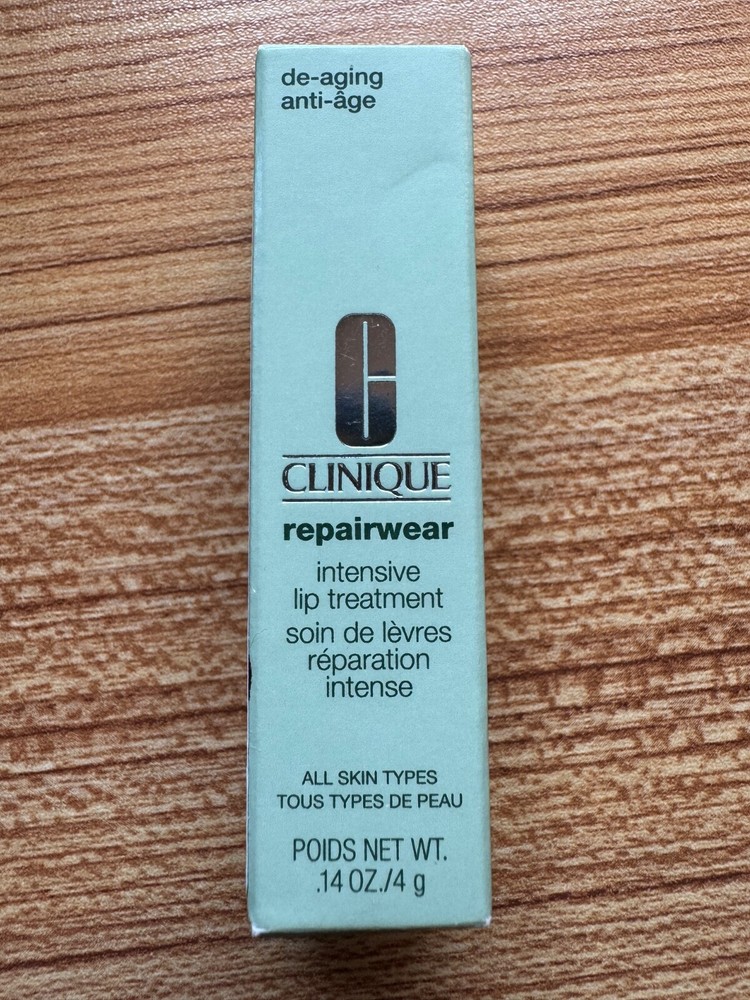 de-aging
anti-âge
CLINIQUE
repairwear
intensive
lip treatment
soin de lèvres
réparation
intense
ALL SKIN TYPES
TOUS TYPES DE PEAU
POIDS NET WT.
.14 OZ./4 g